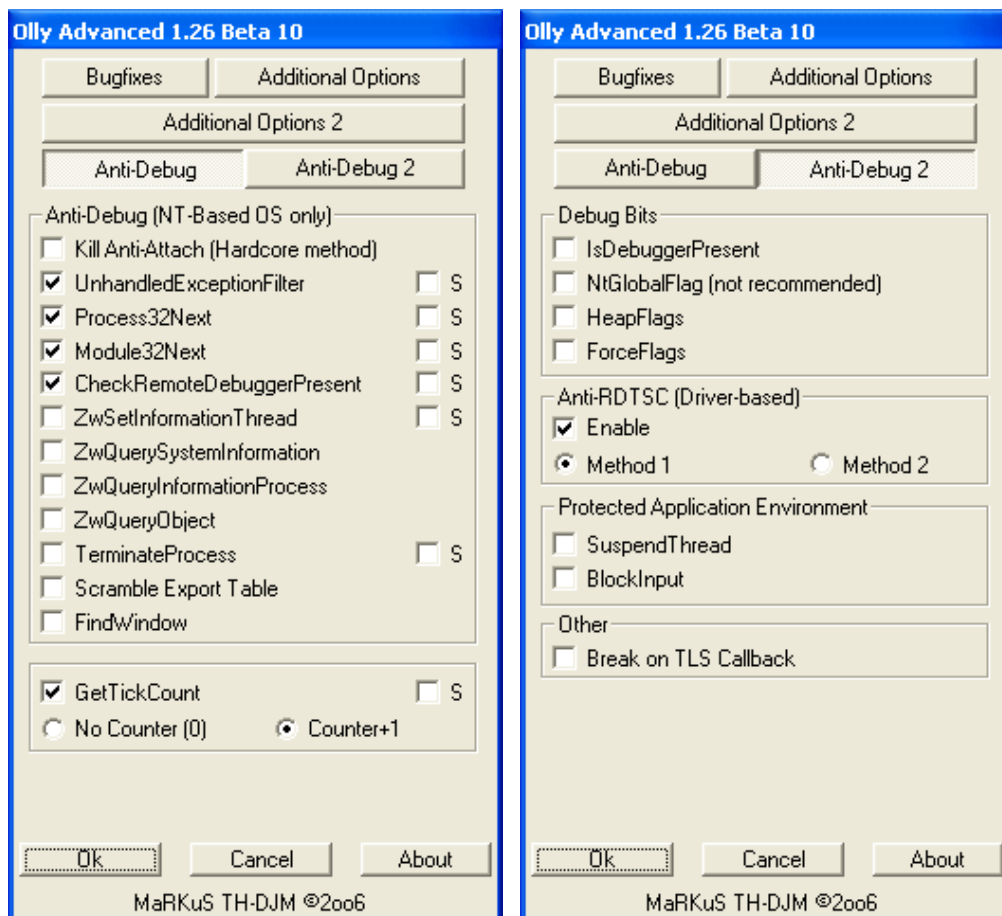 Olly Advanced 1.26 Beta 10
Bugfixes Additional Options
Additional Options 2
Anti-Debug Anti-Debug 2
Anti-Debug (NT-Based OS only)
Kill Anti-Attach (Hardcore method)
UnhandledExceptionFilter S
Process32Next S
Module32Next S
CheckRemoteDebuggerPresent S
ZwSetInformationThread S
ZwQuerySystemInformation
ZwQueryInformationProcess
ZwQueryObject
TerminateProcess S
Scramble Export Table
FindWindow
GetTickCount S
No Counter (0) Counter+1
Ok Cancel About
MaRKuS TH-DJM ©2oo6
Olly Advanced 1.26 Beta 10
Bugfixes Additional Options
Additional Options 2
Anti-Debug Anti-Debug 2
Debug Bits
IsDebuggerPresent
NtGlobalFlag (not recommended)
HeapFlags
ForceFlags
Anti-RDTSC (Driver-based)
Enable
Method 1 Method 2
Protected Application Environment
SuspendThread
BlockInput
Other
Break on TLS Callback
Ok Cancel About
MaRKuS TH-DJM ©2oo6